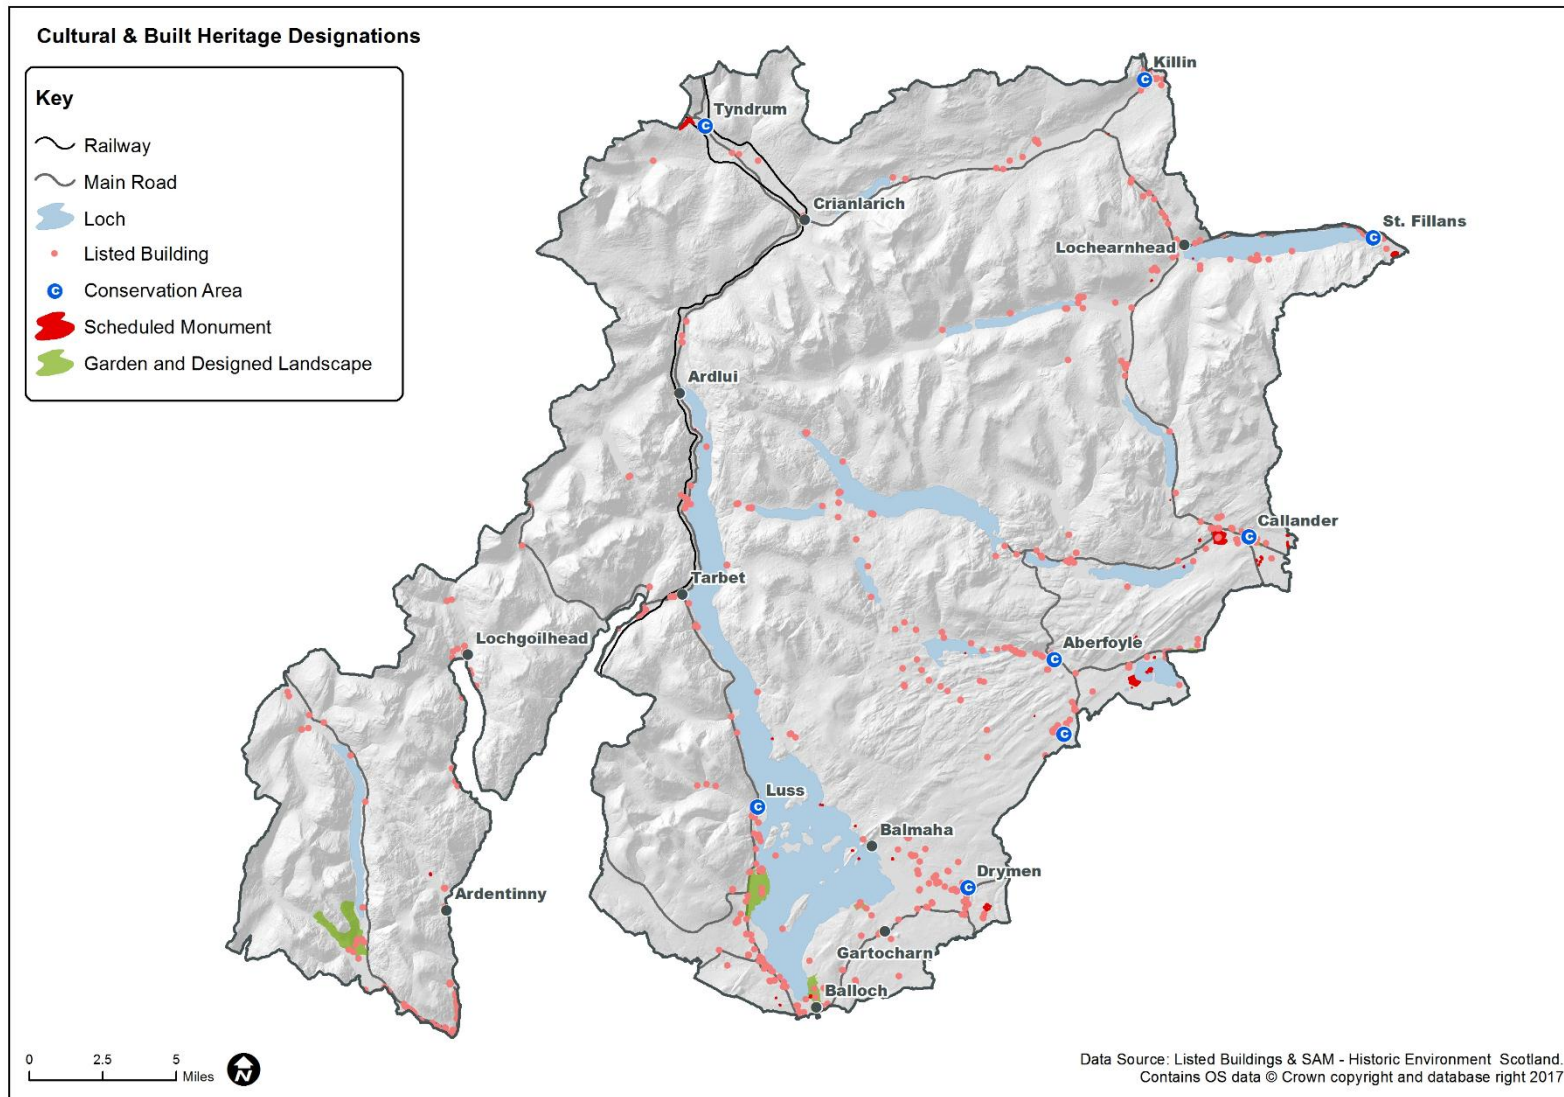 Cultural & Built Heritage Designations
Key
Railway
Main Road
Loch
Listed Building
C Conservation Area
Scheduled Monument
Garden and Designed Landscape
Killin
C
Tyndrum
C
Crianlarich
St. Fillans
C
Lochearnhead
Ardlui
Callander
C
Tarbet
Lochgoilhead
Aberfoyle
C
C
Luss
C
Balmaha
Drymen
C
Ardentinny
Gartocharn
Balloch
0 2.5 5
Miles
N
Data Source: Listed Buildings & SAM - Historic Environment Scotland.
Contains OS data © Crown copyright and database right 2017